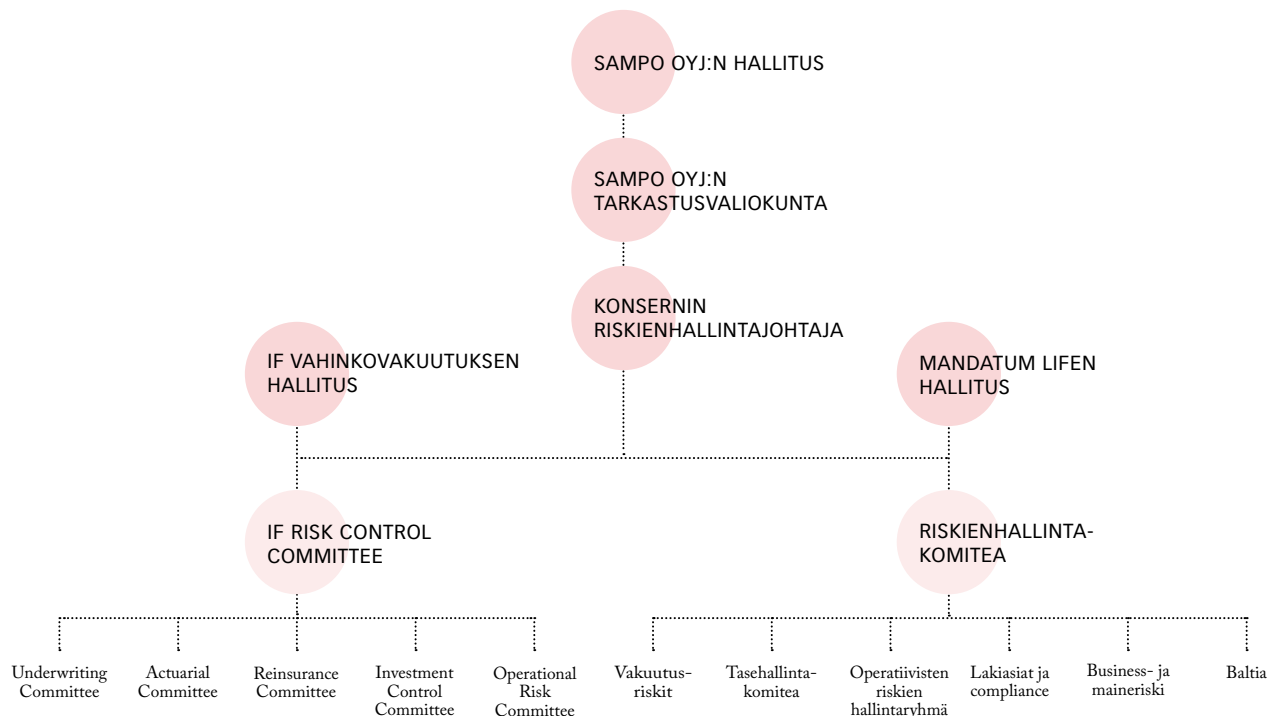 SAMPO OYJ:N HALLITUS
SAMPO OYJ:N
TARKASTUSVALIOKUNTA
KONSERNIN
RISKIENHALLINTAJOHTAJA
IF VAHINKOVAKUUTUKSEN
HALLITUS
MANDATUM LIFEN
HALLITUS
IF RISK CONTROL
COMMITTEE
RISKIENHALLINTA-
KOMITEA
Underwriting
Committee
Actuarial
Committee
Reinsurance
Committee
Investment
Control
Committee
Operational
Risk
Committee
Vakuutus-
riskit
Tasehallinta-
komitea
Operatiivisten
riskien
hallintaryhmä
Lakiasiat ja
compliance
Business- ja
maineriski
Baltia